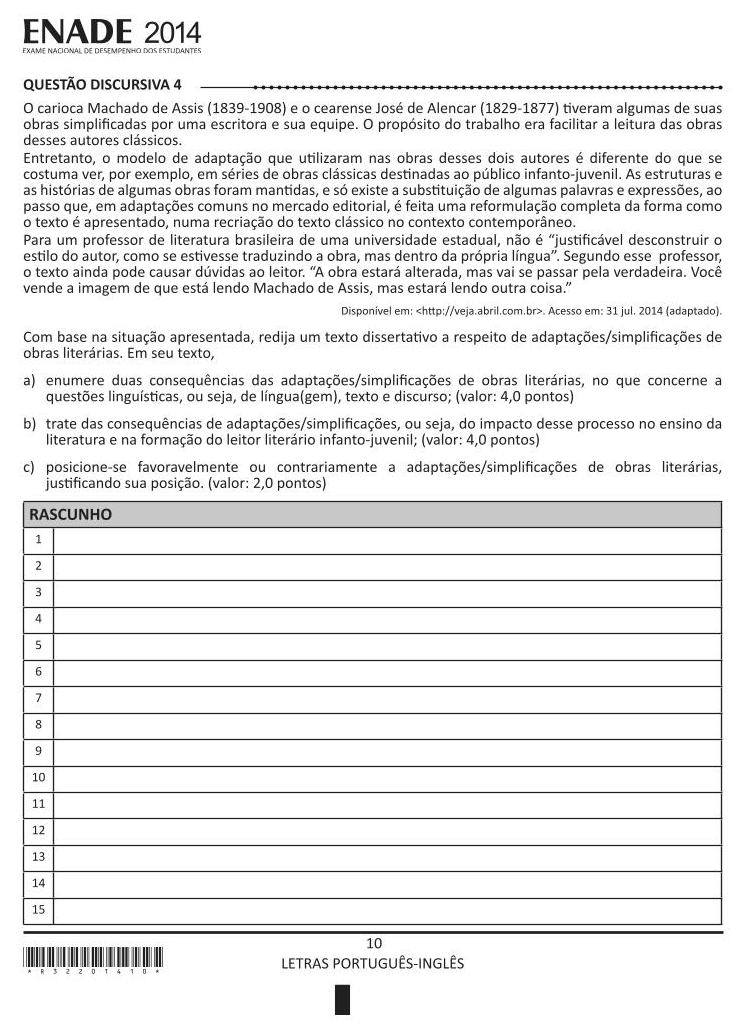 ENADE 2014
EXAME NACIONAL DE DESEMPENHO DOS ESTUDANTES
QUESTÃO DISCURSIVA 4
O carioca Machado de Assis (1839-1908) e o cearense José de Alencar (1829-1877) tiveram algumas de suas
obras simplificadas por uma escritora e sua equipe. O propósito do trabalho era facilitar a leitura das obras
desses autores clássicos.
Entretanto, o modelo de adaptação que utilizaram nas obras desses dois autores é diferente do que se
costuma ver, por exemplo, em séries de obras clássicas destinadas ao público infanto-juvenil. As estruturas e
as histórias de algumas obras foram mantidas, e só existe a substituição de algumas palavras e expressões, ao
passo que, em adaptações comuns no mercado editorial, é feita uma reformulação completa da forma como
o texto é apresentado, numa recriação do texto clássico no contexto contemporâneo.
Para um professor de literatura brasileira de uma universidade estadual, não é “justificável desconstruir o
estilo do autor, como se estivesse traduzindo a obra, mas dentro da própria língua”. Segundo esse professor,
o texto ainda pode causar dúvidas ao leitor. “A obra estará alterada, mas vai se passar pela verdadeira. Você
vende a imagem de que está lendo Machado de Assis, mas estará lendo outra coisa.”
Disponível em: <http://veja.abril.com.br>. Acesso em: 31 jul. 2014 (adaptado).
Com base na situação apresentada, redija um texto dissertativo a respeito de adaptações/simplificações de
obras literárias. Em seu texto,
a) enumere duas consequências das adaptações/simplificações de obras literárias, no que concerne a
questões linguísticas, ou seja, de língua(gem), texto e discurso; (valor: 4,0 pontos)
b) trate das consequências de adaptações/simplificações, ou seja, do impacto desse processo no ensino da
literatura e na formação do leitor literário infanto-juvenil; (valor: 4,0 pontos)
c) posicione-se favoravelmente ou contrariamente a adaptações/simplificações de obras literárias,
justificando sua posição. (valor: 2,0 pontos)
RASCUNHO
1
2
3
4
5
6
7
8
9
10
11
12
13
14
15
10
LETRAS PORTUGUÊS-INGLÊS
*R32201410*